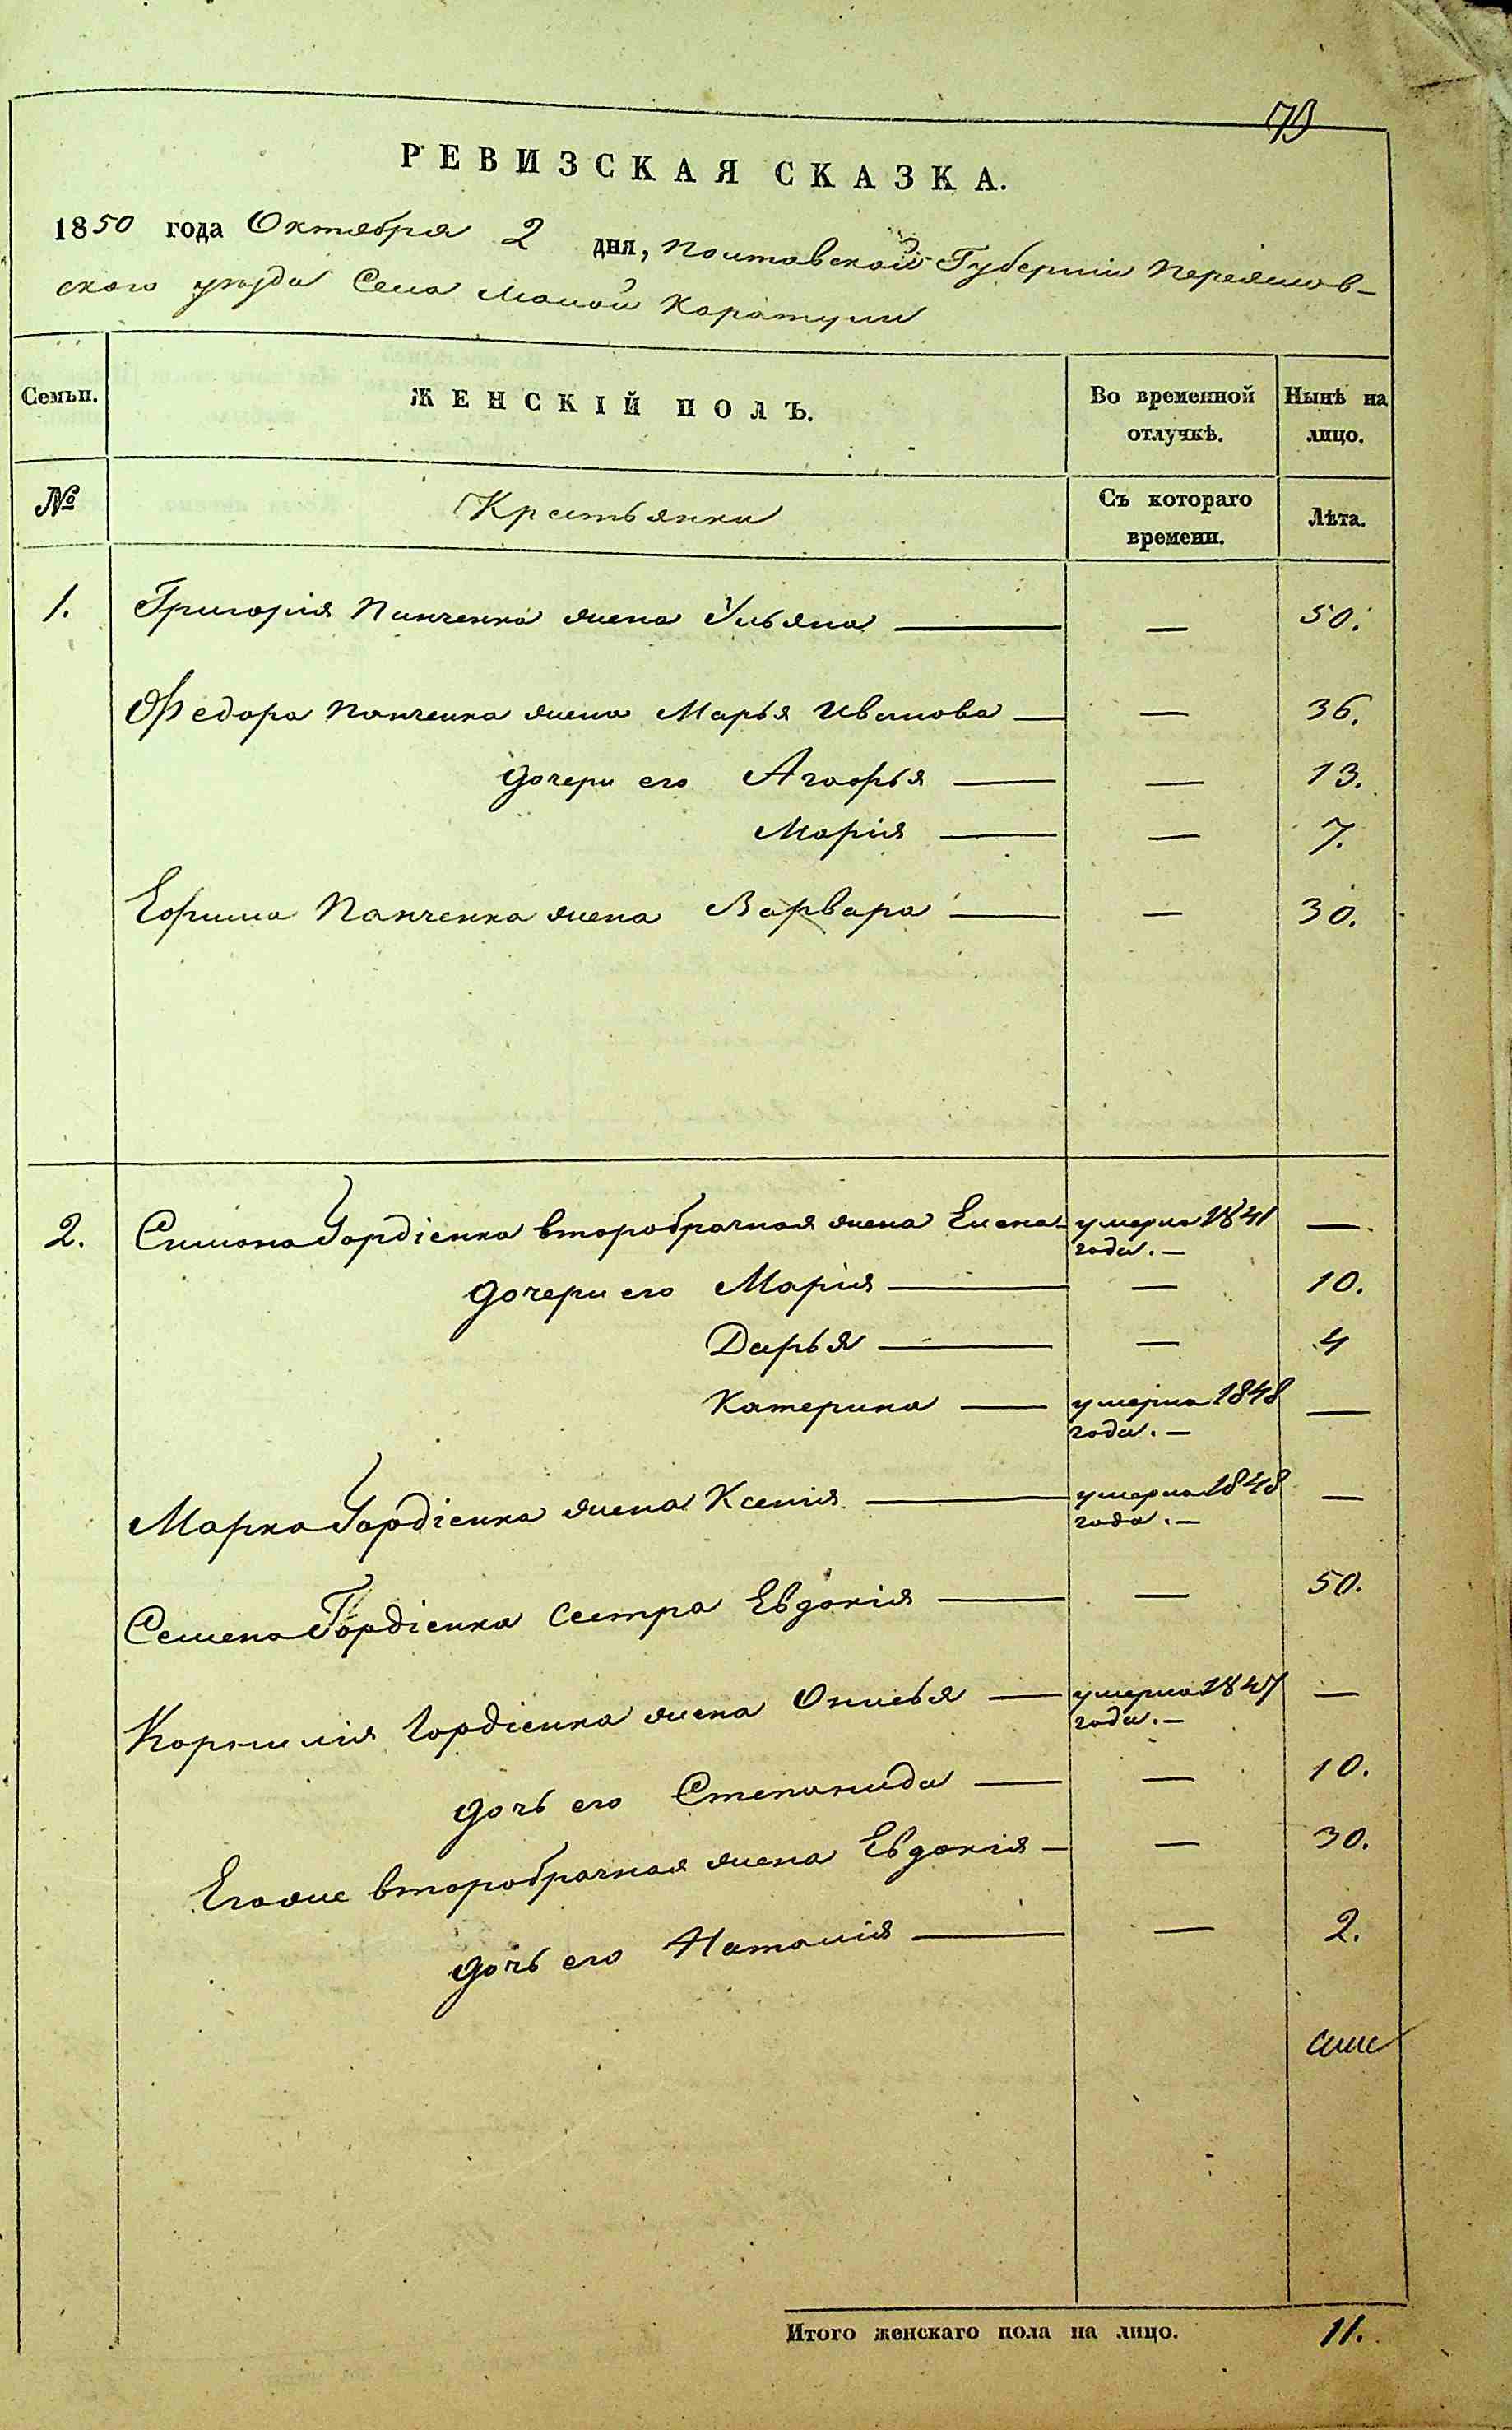 73
РЕВИЗСКАЯ СКАЗКА.
1850 года Октября 2 дня, Полтавской Губерніи Переяслов-
ского уезда Села Малой Каратули
Семьи. ЖЕНСКІЙ ПОЛЪ. Во временной отлучкѣ. Нынѣ на лицо.
№ Крестьянки Съ котораго времени. Лѣта.
1. Григорія Панченка жена Ульяна — — 50.
Федора Панченка жена Марья Иванова — — 36.
дочери его Агафья — — 13.
Марія — — 7.
Ефима Панченка жена Варвара — — 30.
2. Симона Гордіенка второбрачная жена Елена - умерла 1841 года. — —
дочери его Марія — — 10.
Дарья — — 4
Катерина — умерла 1848 года. — —
Марка Гордіенка жена Ксенія — умерла 1848 года. — —
Семена Гордіенка сестра Евдокія — — 50.
Корнилія Гордіенка жена Онисья — умерла 1847 года. — —
дочь его Степанида — — 10.
Егоже второбрачная жена Евдокія — — 30.
дочь его Наталія — — 2.
Итого женскаго пола на лицо. 11.